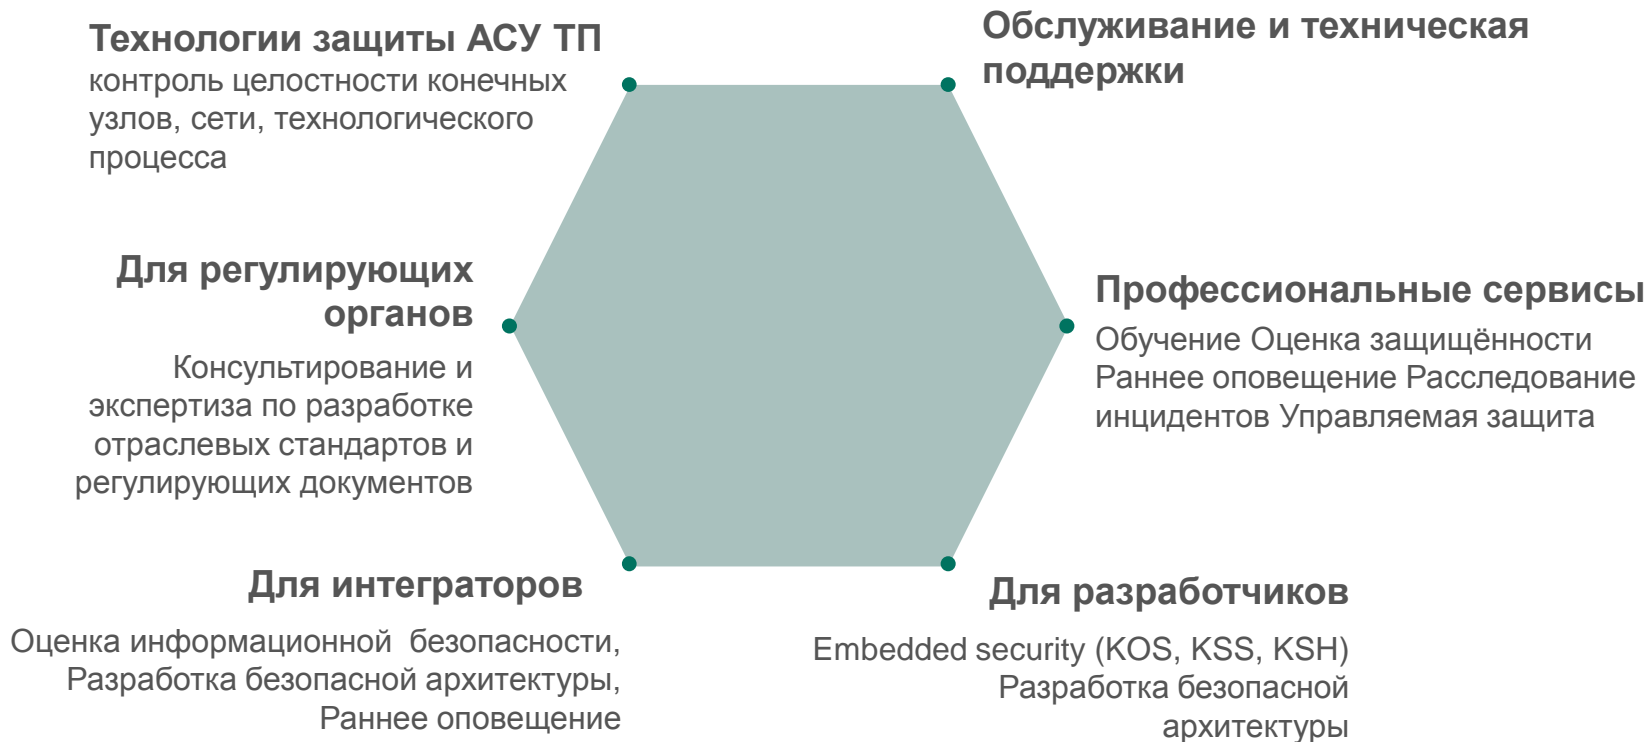 Технологии защиты АСУ ТП
контроль целостности конечных
узлов, сети, технологического
процесса
Обслуживание и техническая
поддержки
Для регулирующих
органов
Консультирование и
экспертиза по разработке
отраслевых стандартов и
регулирующих документов
Профессиональные сервисы
Обучение Оценка защищённости
Раннее оповещение Расследование
инцидентов Управляемая защита
Для интеграторов
Оценка информационной  безопасности,
Разработка безопасной архитектуры,
Раннее оповещение
Для разработчиков
Embedded security (KOS, KSS, KSH)
Разработка безопасной
архитектуры